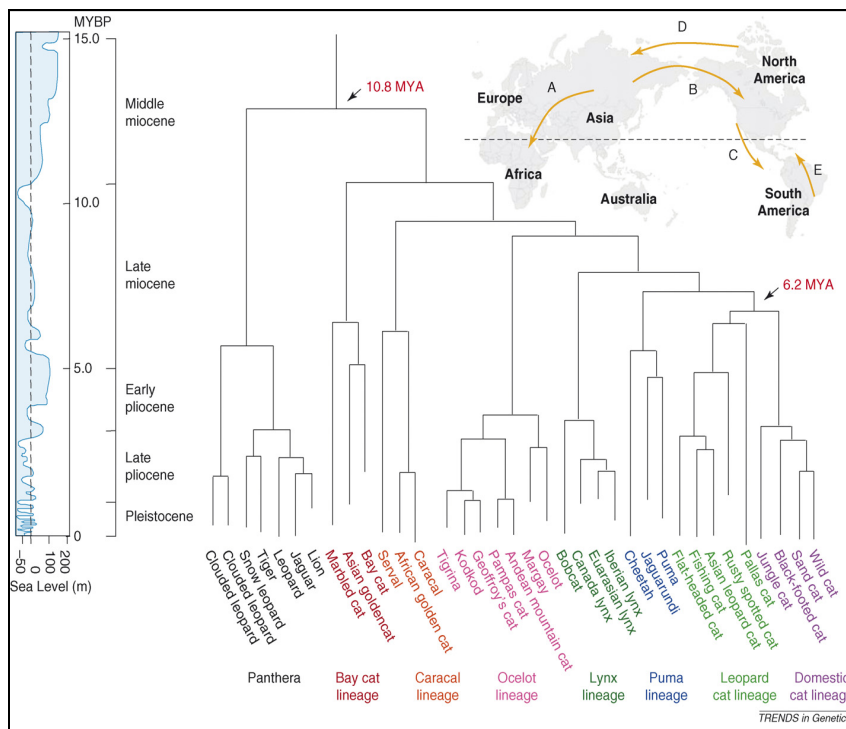 MYBP
15.0
10.0
5.0
0
-50
0
100
200
Sea Level (m)
Middle
miocene
Late
miocene
Early
pliocene
Late
pliocene
Pleistocene
10.8 MYA
6.2 MYA
D
North
America
Europe
A
B
Asia
Africa
C
E
South
America
Australia
Clouded leopard
Clouded leopard
Snow leopard
Tiger
Leopard
Jaguar
Lion
Marbled cat
Asian goldencat
Bay cat
Serval
African golden cat
Caracal
Tigrina
Kodkod
Geoffroy's cat
Pampas cat
Andean mountain cat
Margay
Ocelot
Bobcat
Canada lynx
Euarasian lynx
Iberian lynx
Cheetah
Jaguarundi
Puma
Flat-headed cat
Fishing cat
Asian leopard cat
Rusty spotted cat
Pallas cat
Jungle cat
Black-footed cat
Sand cat
Wild cat
Panthera
Bay cat
lineage
Caracal
lineage
Ocelot
lineage
Lynx
lineage
Puma
lineage
Leopard
cat lineage
Domestic
cat lineag
TRENDS in Genetic